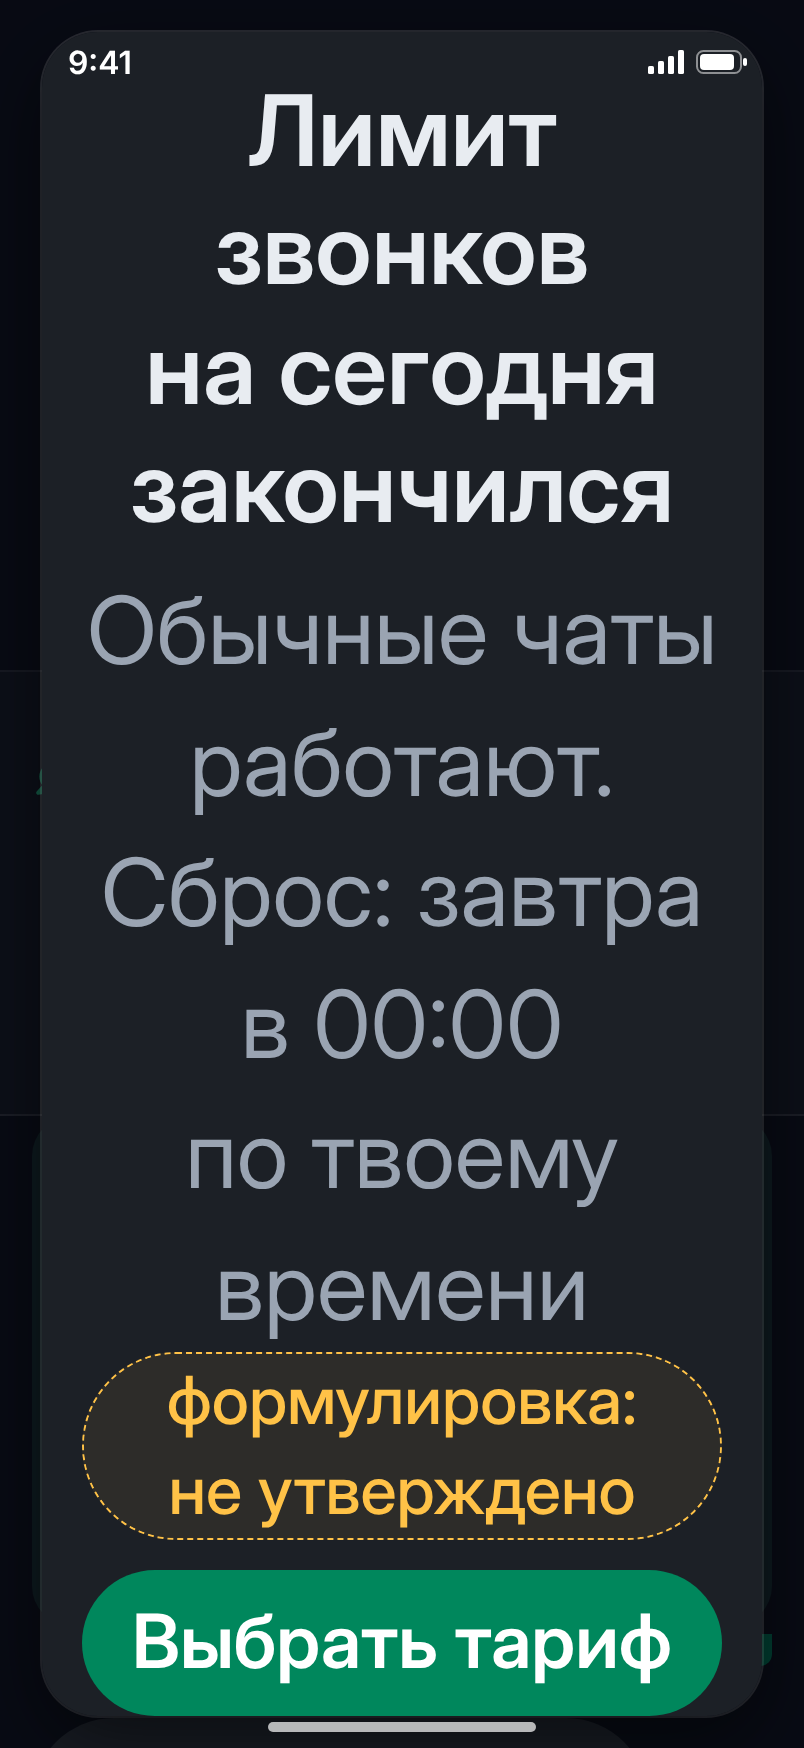 9:41
Лимит
звонков
на сегодня
закончился
Обычные чаты
работают.
Сброс: завтра
в 00:00
по твоему
времени
формулировка:
не утверждено
Выбрать тариф